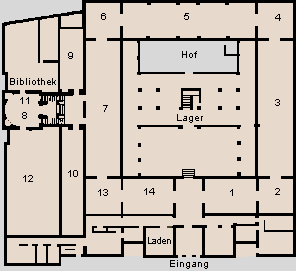 6 5 4
9 Hof
Bibliothek
11 7 3
8 Lager
12 10
13 14 1 2
Laden
Eingang